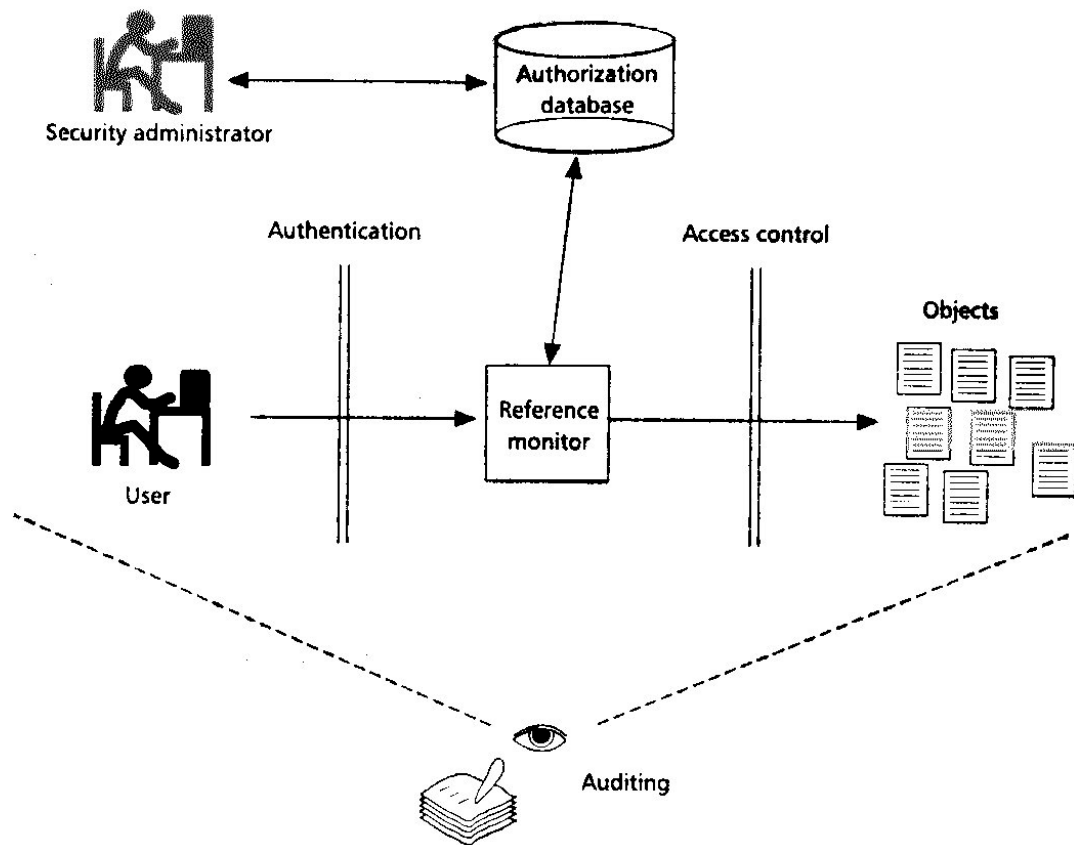 Authorization
database
Security administrator
Authentication
Access control
Objects
Reference
monitor
User
Auditing